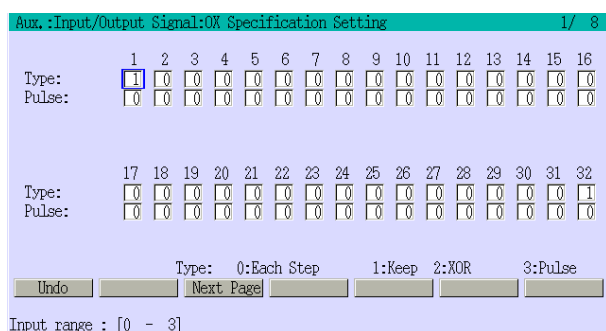 Aux.:Input/Output Signal:OX Specification Setting 1/ 8
1 2 3 4 5 6 7 8 9 10 11 12 13 14 15 16
Type: 1 0 0 0 0 0 0 0 0 0 0 0 0 0 0 0
Pulse: 0 0 0 0 0 0 0 0 0 0 0 0 0 0 0 0
17 18 19 20 21 22 23 24 25 26 27 28 29 30 31 32
Type: 0 0 0 0 0 0 0 0 0 0 0 0 0 0 0 1
Pulse: 0 0 0 0 0 0 0 0 0 0 0 0 0 0 0 0
Type: 0:Each Step 1:Keep 2:XOR 3:Pulse
Undo Next Page
Input range : [0 - 3]